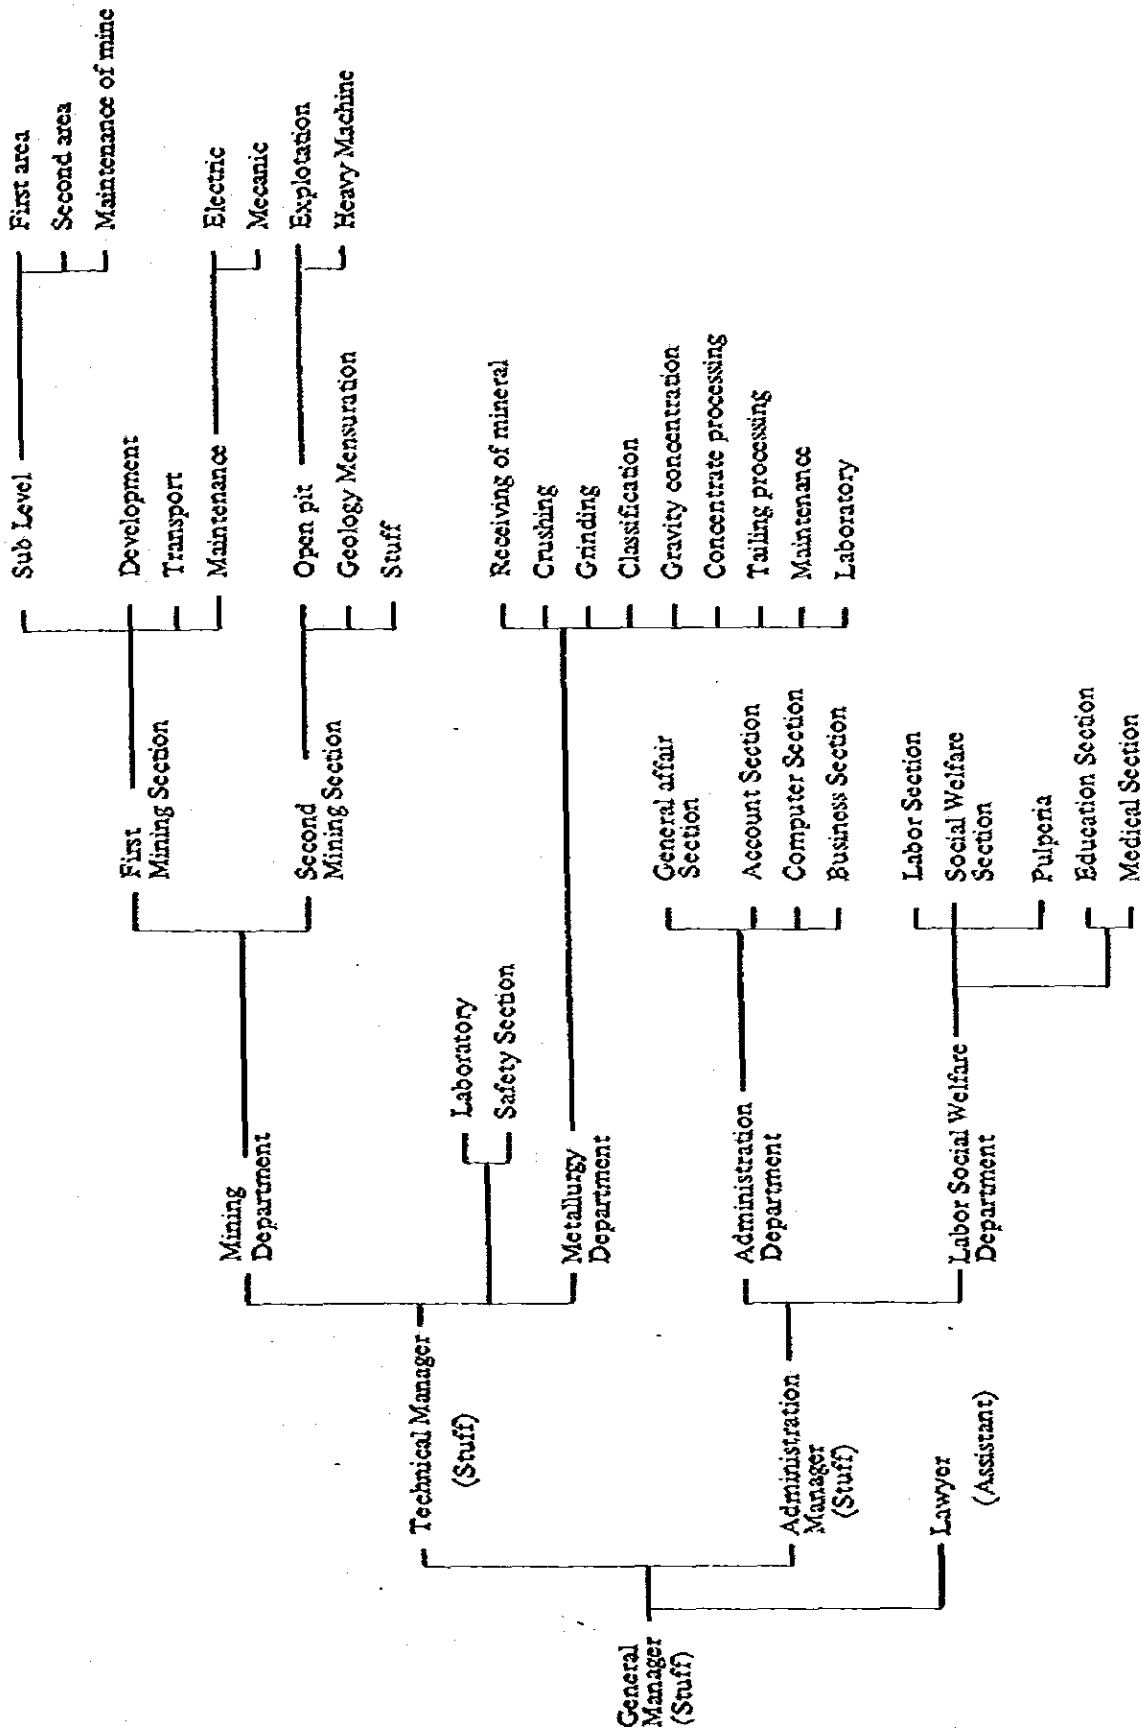 General
Manager
(Stuff)
Technical Manager
(Stuff)
Administration
Manager
(Stuff)
Lawyer
(Assistant)
Mining
Department
Laboratory
Safety Section
Metallurgy
Department
Administration
Department
Labor Social Welfare
Department
First
Mining Section
Second
Mining Section
General affair
Section
Account Section
Computer Section
Business Section
Labor Section
Social Welfare
Section
Pulperia
Education Section
Medical Section
Sub Level
Development
Transport
Maintenance
Open pit
Geology Mensuration
Stuff
Receiving of mineral
Crushing
Grinding
Classification
Gravity concentration
Concentrate processing
Tailing processing
Maintenance
Laboratory
First area
Second area
Maintenance of mine
Electric
Mecanic
Explotation
Heavy Machine